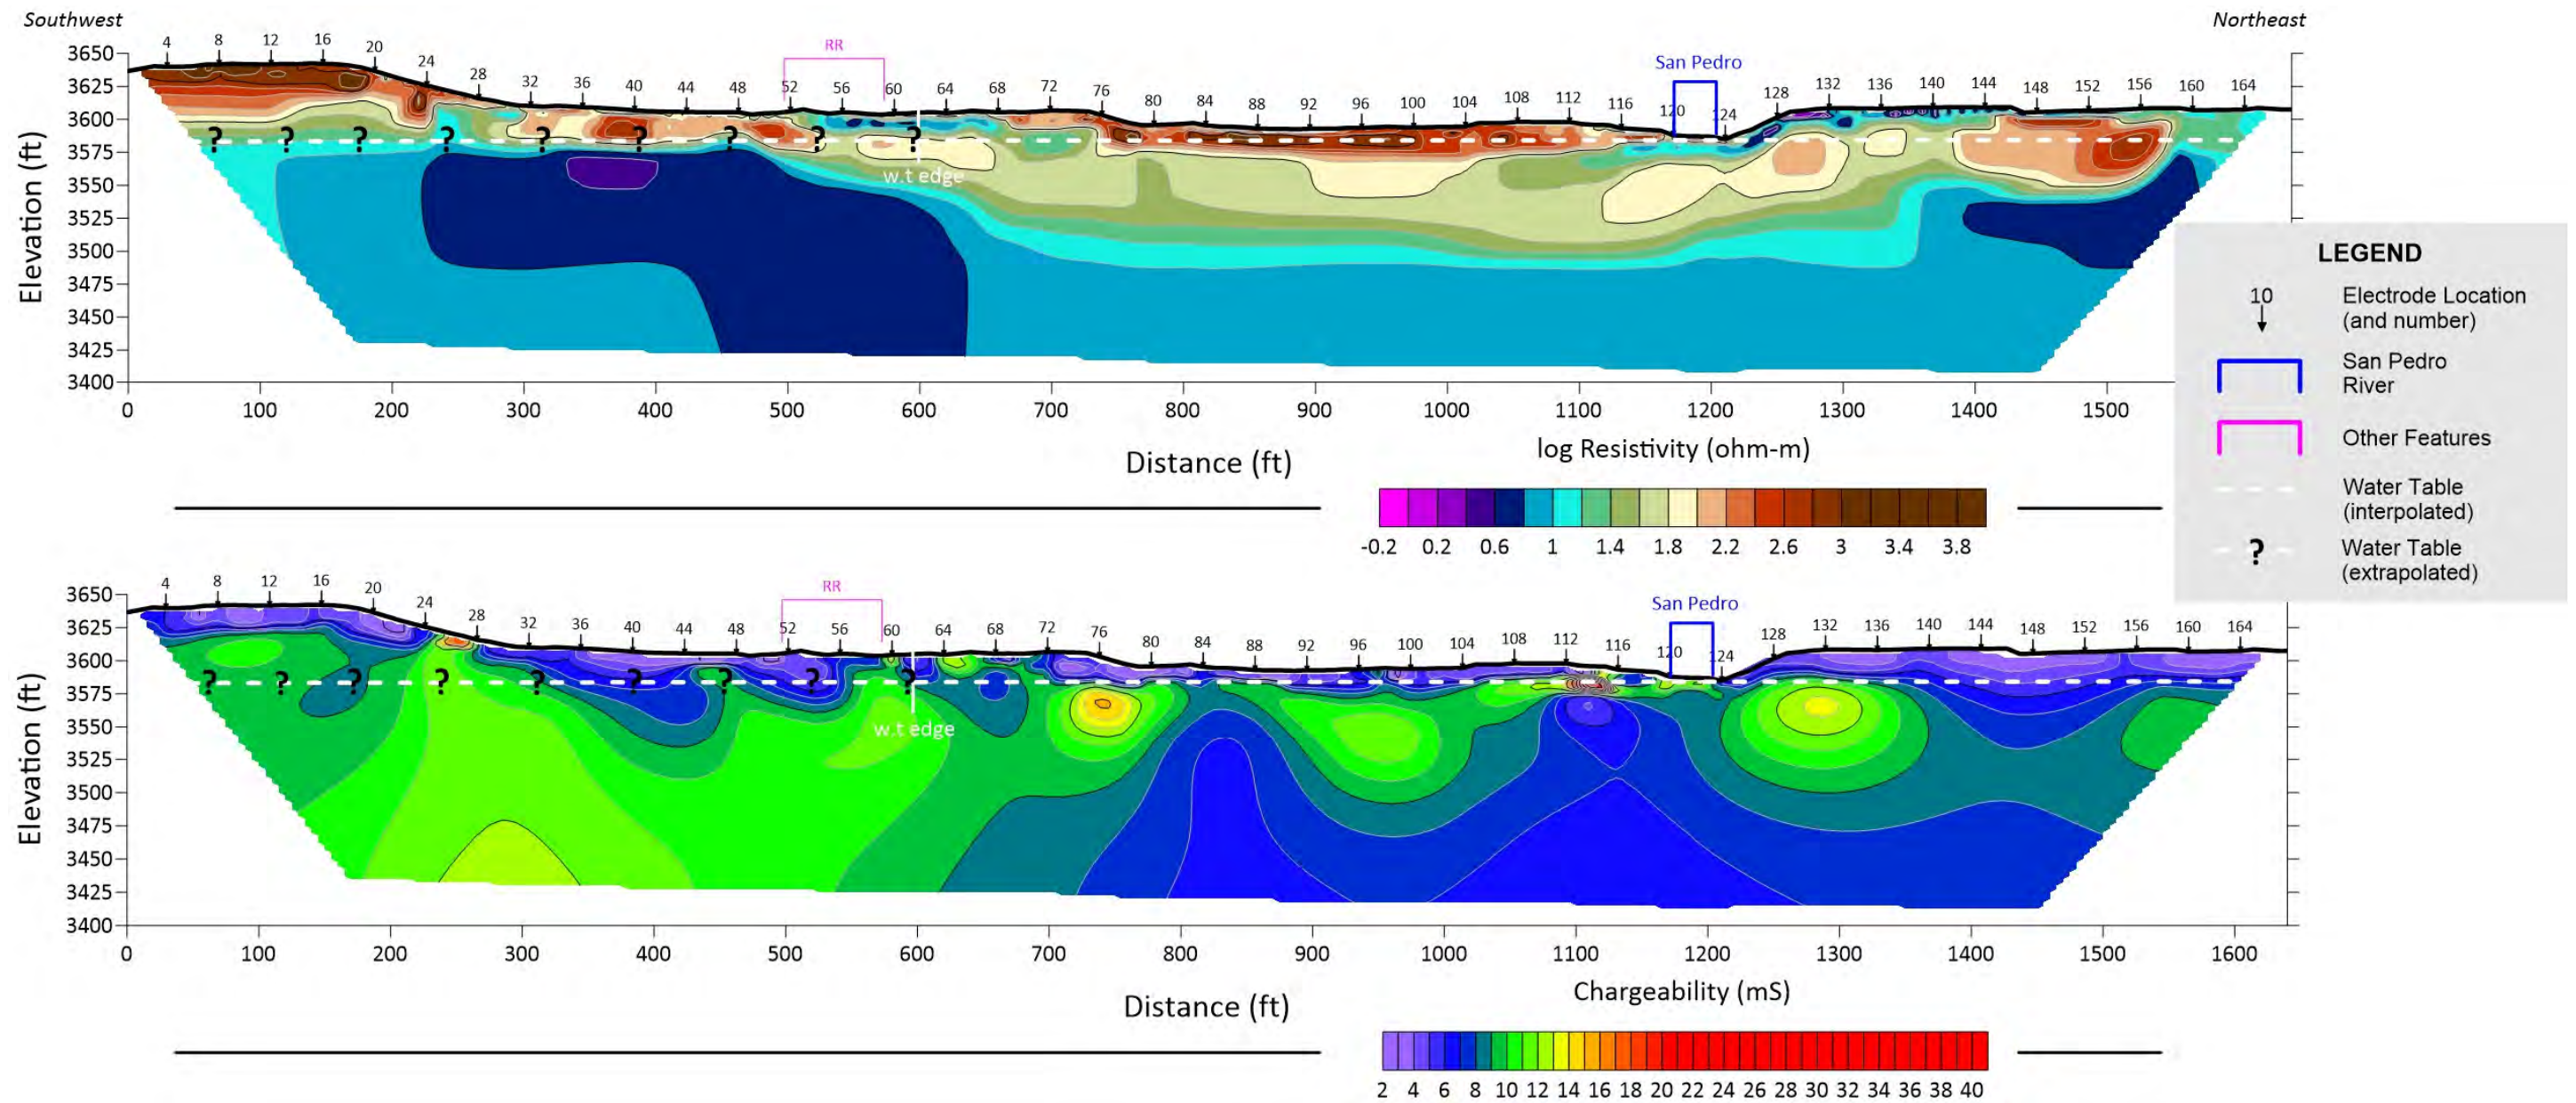 Southwest
Northeast
RR
San Pedro
4 8 12 16 20 24 28 32 36 40 44 48 52 56 60 64 68 72 76 80 84 88 92 96 100 104 108 112 116 120 124 128 132 136 140 144 148 152 156 160 164
Elevation (ft)
3650
3625
3600
3575
3550
3525
3500
3475
3450
3425
3400
? ? ? ? ? ? ? ? ?
w.t edge
0 100 200 300 400 500 600 700 800 900 1000 1100 1200 1300 1400 1500
Distance (ft)
log Resistivity (ohm-m)
-0.2 0.2 0.6 1 1.4 1.8 2.2 2.6 3 3.4 3.8
LEGEND
10
Electrode Location
(and number)
San Pedro
River
Other Features
Water Table
(interpolated)
?
Water Table
(extrapolated)
RR
San Pedro
4 8 12 16 20 24 28 32 36 40 44 48 52 56 60 64 68 72 76 80 84 88 92 96 100 104 108 112 116 120 124 128 132 136 140 144 148 152 156 160 164
Elevation (ft)
3650
3625
3600
3575
3550
3525
3500
3475
3450
3425
3400
? ? ? ? ? ? ? ? ?
w.t edge
0 100 200 300 400 500 600 700 800 900 1000 1100 1200 1300 1400 1500 1600
Distance (ft)
Chargeability (mS)
2 4 6 8 10 12 14 16 18 20 22 24 26 28 30 32 34 36 38 40